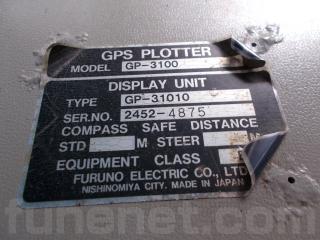 GPS PLOTTER
MODEL GP-3100
DISPLAY UNIT
TYPE GP-31010
SER.NO. 2452-4875
COMPASS SAFE DISTANCE
STD M STEER M
EQUIPMENT CLASS
FURUNO ELECTRIC CO., LTD
NISHINOMIYA CITY. MADE IN JAPAN
funenet.com